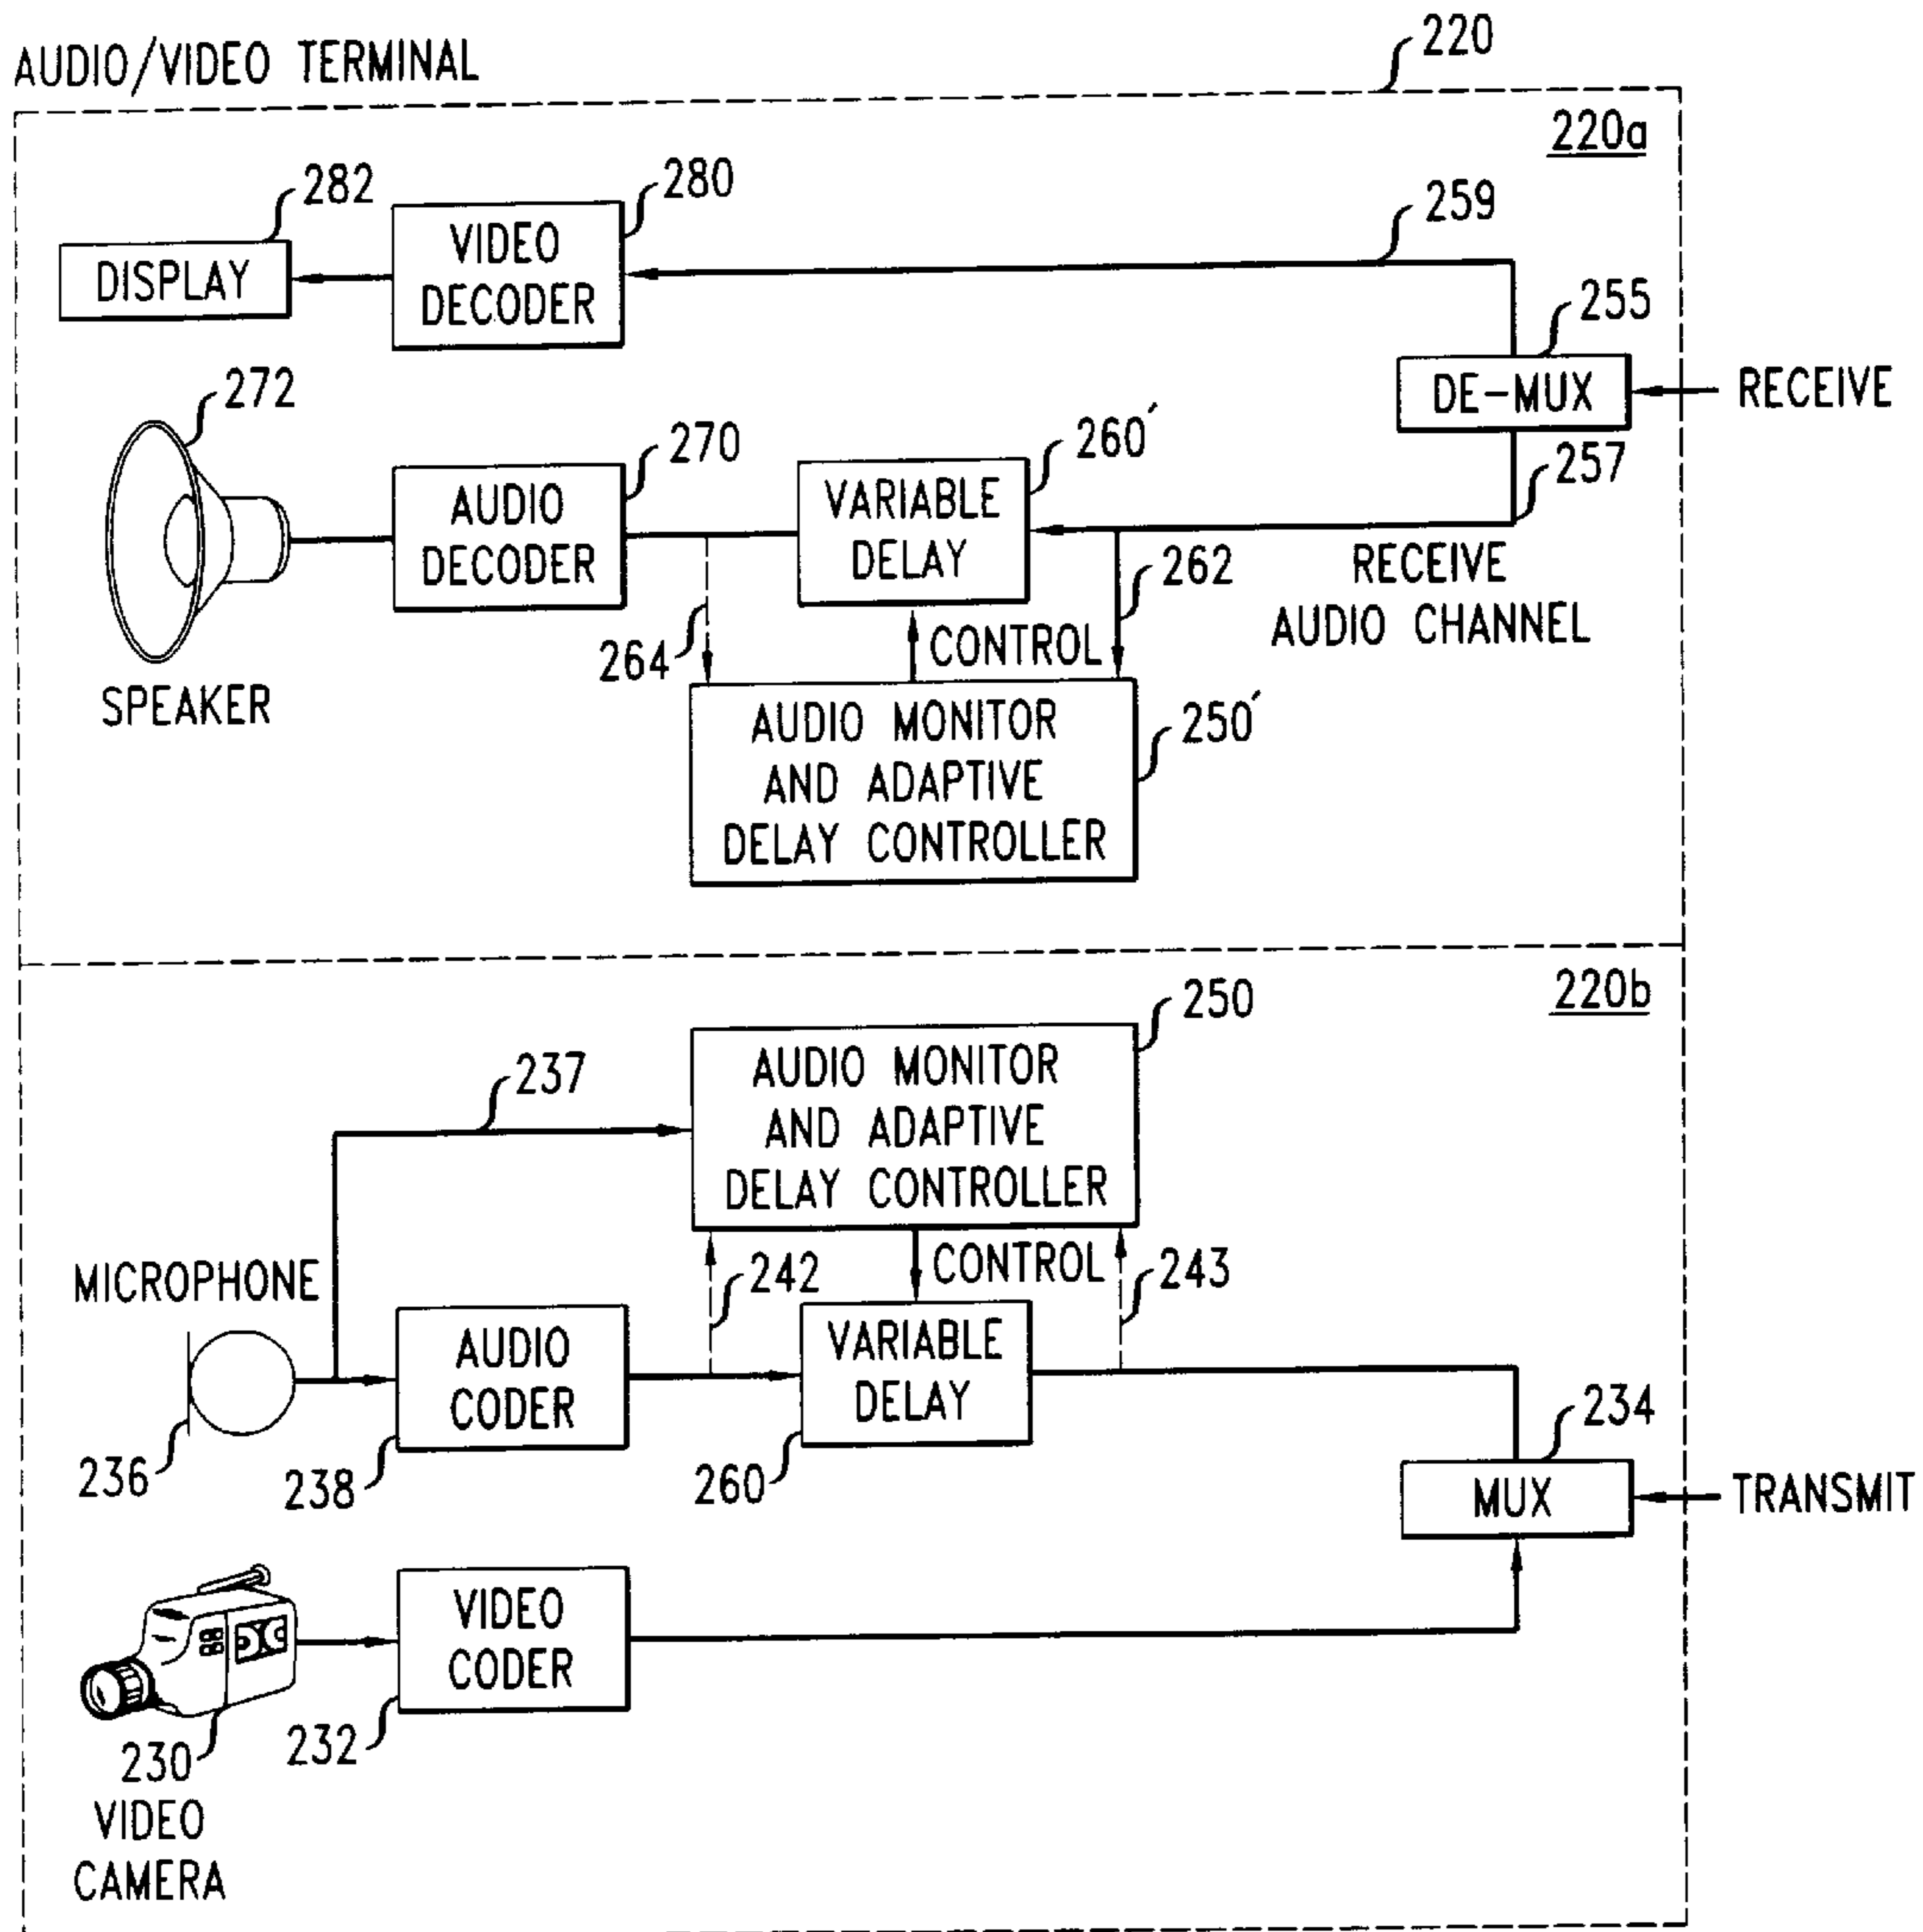 AUDIO/VIDEO TERMINAL
220
220a
282
280
259
DISPLAY
VIDEO
DECODER
255
DE-MUX
RECEIVE
272
270
260´
257
AUDIO
DECODER
VARIABLE
DELAY
262
RECEIVE
AUDIO CHANNEL
264
CONTROL
SPEAKER
AUDIO MONITOR
AND ADAPTIVE
DELAY CONTROLLER
250´
220b
250
237
AUDIO MONITOR
AND ADAPTIVE
DELAY CONTROLLER
MICROPHONE
242
CONTROL
243
AUDIO
CODER
VARIABLE
DELAY
234
236
238
260
MUX
TRANSMIT
VIDEO
CODER
230
232
VIDEO
CAMERA